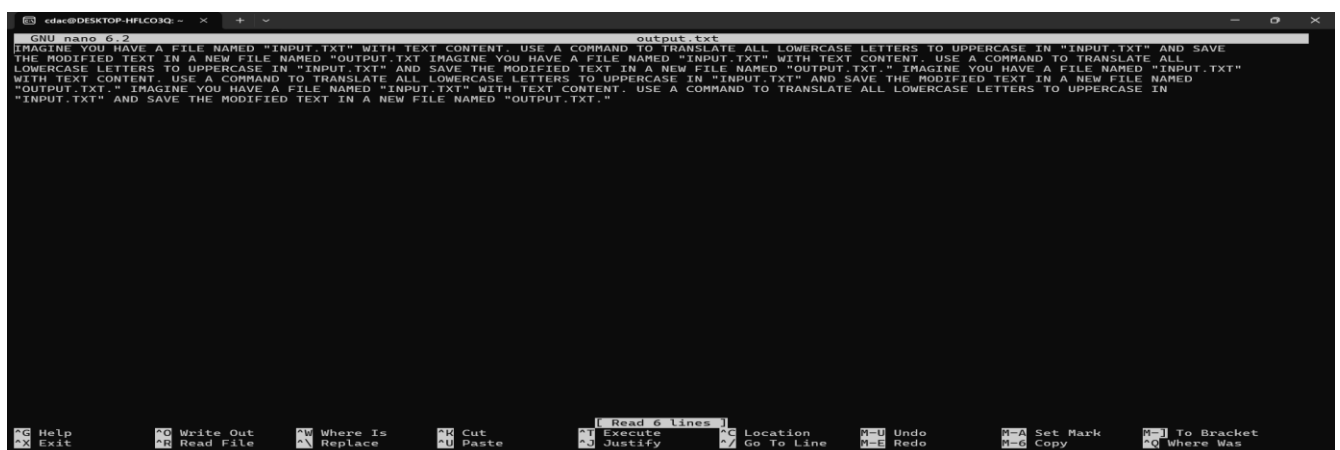 cdac@DESKTOP-HFLCO3Q: ~ × + ⌄ − ×
GNU nano 6.2 output.txt
IMAGINE YOU HAVE A FILE NAMED "INPUT.TXT" WITH TEXT CONTENT. USE A COMMAND TO TRANSLATE ALL LOWERCASE LETTERS TO UPPERCASE IN "INPUT.TXT" AND SAVE
THE MODIFIED TEXT IN A NEW FILE NAMED "OUTPUT.TXT IMAGINE YOU HAVE A FILE NAMED "INPUT.TXT" WITH TEXT CONTENT. USE A COMMAND TO TRANSLATE ALL
LOWERCASE LETTERS TO UPPERCASE IN "INPUT.TXT" AND SAVE THE MODIFIED TEXT IN A NEW FILE NAMED "OUTPUT.TXT." IMAGINE YOU HAVE A FILE NAMED "INPUT.TXT"
WITH TEXT CONTENT. USE A COMMAND TO TRANSLATE ALL LOWERCASE LETTERS TO UPPERCASE IN "INPUT.TXT" AND SAVE THE MODIFIED TEXT IN A NEW FILE NAMED
"OUTPUT.TXT." IMAGINE YOU HAVE A FILE NAMED "INPUT.TXT" WITH TEXT CONTENT. USE A COMMAND TO TRANSLATE ALL LOWERCASE LETTERS TO UPPERCASE IN
"INPUT.TXT" AND SAVE THE MODIFIED TEXT IN A NEW FILE NAMED "OUTPUT.TXT."
[ Read 6 lines ]
^G Help ^O Write Out ^W Where Is ^K Cut ^T Execute ^C Location M-U Undo M-A Set Mark M-] To Bracket
^X Exit ^R Read File ^\ Replace ^U Paste ^J Justify ^/ Go To Line M-E Redo M-6 Copy ^Q Where Was